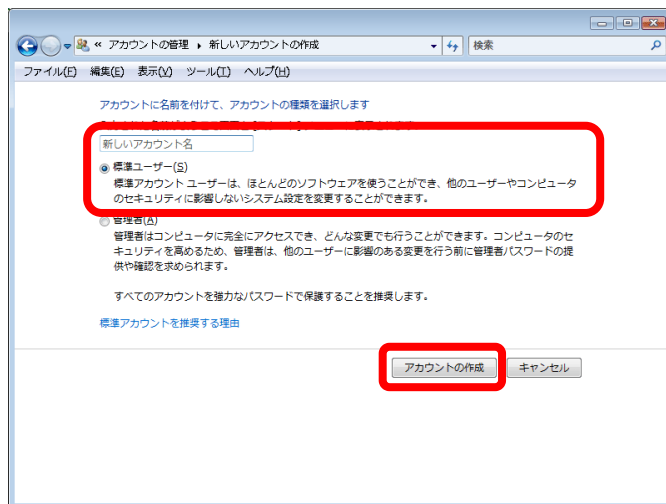 « アカウントの管理 ▸ 新しいアカウントの作成
検索
ファイル(F) 編集(E) 表示(V) ツール(T) ヘルプ(H)
アカウントに名前を付けて、アカウントの種類を選択します
新しいアカウント名
標準ユーザー(S)
標準アカウント ユーザーは、ほとんどのソフトウェアを使うことができ、他のユーザーやコンピュータ
のセキュリティに影響しないシステム設定を変更することができます。
管理者(A)
管理者はコンピュータに完全にアクセスでき、どんな変更でも行うことができます。コンピュータのセ
キュリティを高めるため、管理者は、他のユーザーに影響のある変更を行う前に管理者パスワードの提
供や確認を求められます。
すべてのアカウントを強力なパスワードで保護することを推奨します。
標準アカウントを推奨する理由
アカウントの作成 キャンセル